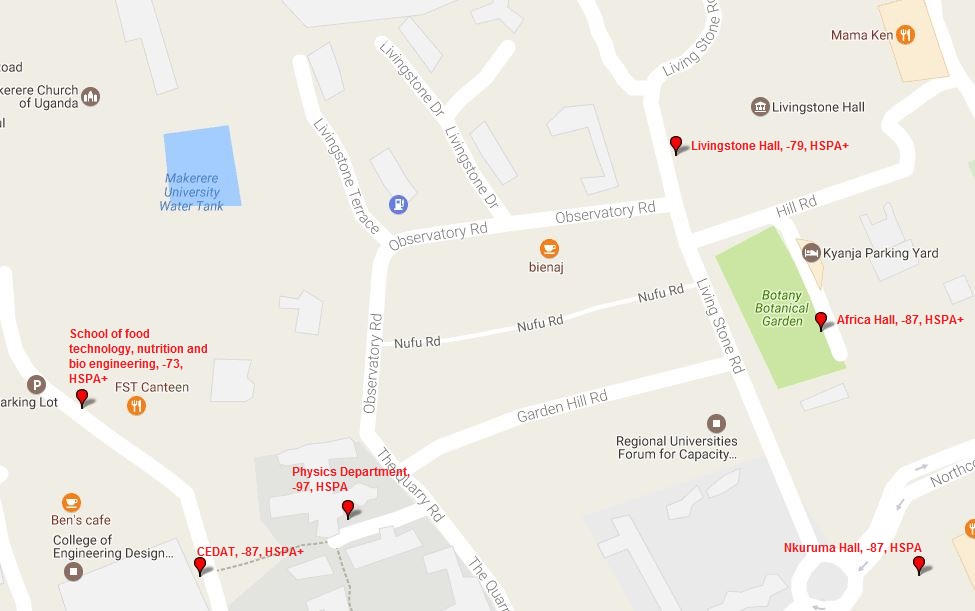 Living Stone Rd
Mama Ken
Livingstone Dr
oad
kerere Church
of Uganda
Livingstone Hall
ul
Livingstone Hall, -79, HSPA+
Livingstone Terrace
Livingstone Dr
Makerere
University
Water Tank
Observatory Rd
Hill Rd
Observatory Rd
Kyanja Parking Yard
bienaj
Botany
Botanical
Garden
Nufu Rd
Nufu Rd
Nufu Rd
Living Stone Rd
Africa Hall, -87, HSPA+
School of food
technology, nutrition and
bio engineering, -73,
HSPA+
Observatory Rd
FST Canteen
P
arking Lot
Garden Hill Rd
Regional Universities
Forum for Capacity...
Physics Department,
-97, HSPA
The Quarry Rd
Northco
Ben's cafe
College of
Engineering Design...
CEDAT, -87, HSPA+
Nkuruma Hall, -87, HSPA
The Quarr